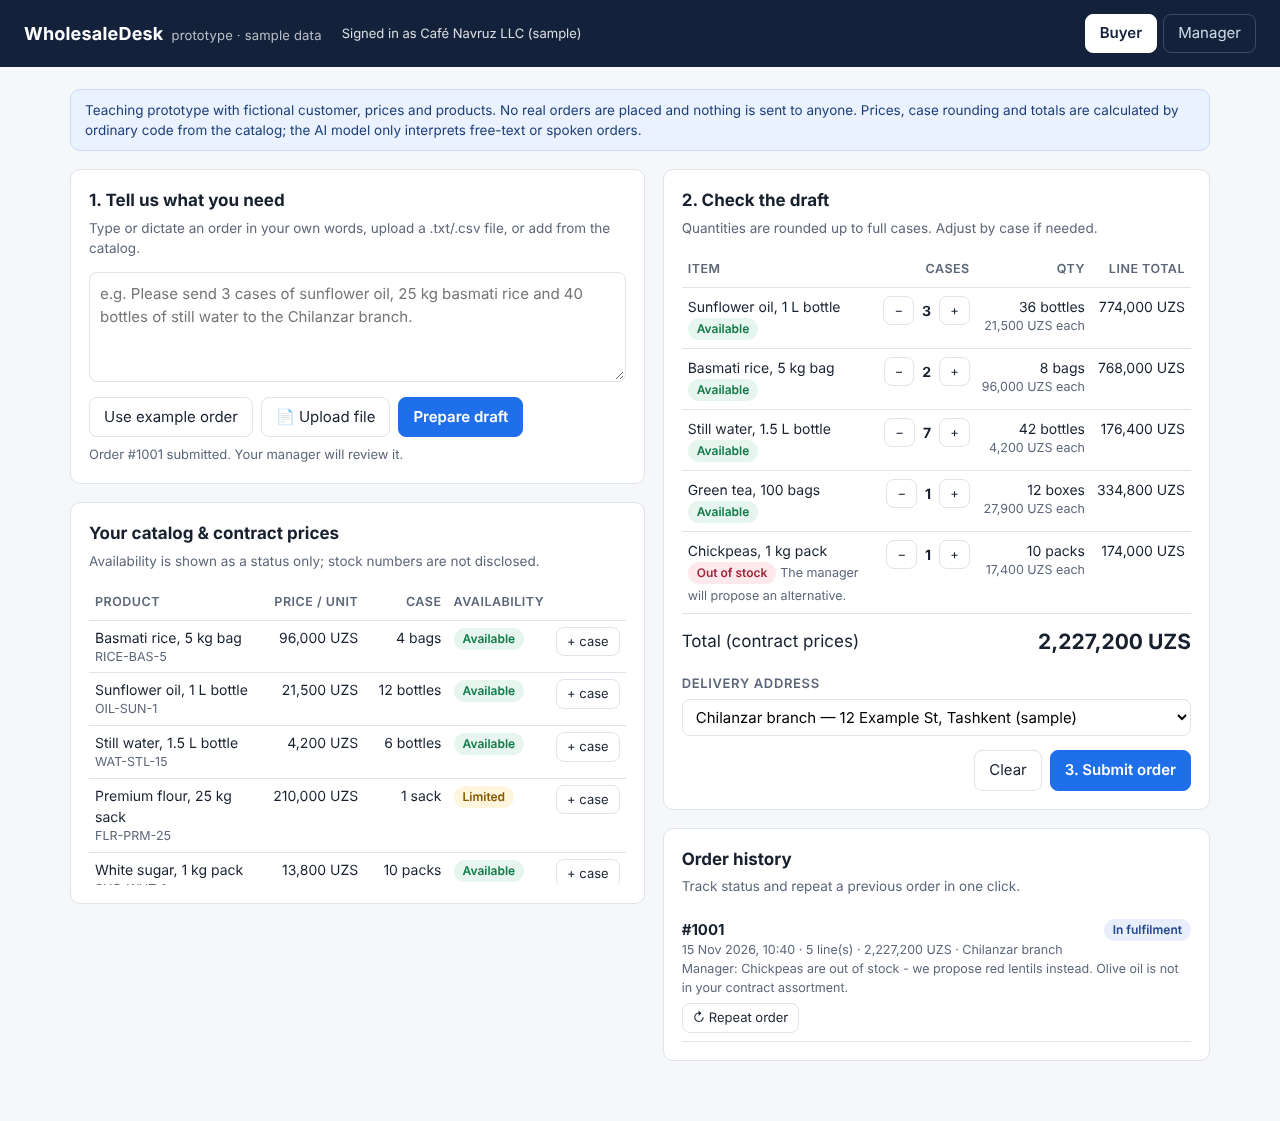 WholesaleDesk prototype · sample data Signed in as Café Navruz LLC (sample)
Buyer
Manager
Teaching prototype with fictional customer, prices and products. No real orders are placed and nothing is sent to anyone. Prices, case rounding and totals are calculated by
ordinary code from the catalog; the AI model only interprets free-text or spoken orders.
1. Tell us what you need
Type or dictate an order in your own words, upload a .txt/.csv file, or add from the
catalog.
e.g. Please send 3 cases of sunflower oil, 25 kg basmati rice and 40
bottles of still water to the Chilanzar branch.
Use example order
📄 Upload file
Prepare draft
Order #1001 submitted. Your manager will review it.
Your catalog & contract prices
Availability is shown as a status only; stock numbers are not disclosed.
PRODUCT PRICE / UNIT CASE AVAILABILITY
Basmati rice, 5 kg bag 96,000 UZS 4 bags Available + case
RICE-BAS-5
Sunflower oil, 1 L bottle 21,500 UZS 12 bottles Available + case
OIL-SUN-1
Still water, 1.5 L bottle 4,200 UZS 6 bottles Available + case
WAT-STL-15
Premium flour, 25 kg 210,000 UZS 1 sack Limited + case
sack
FLR-PRM-25
White sugar, 1 kg pack 13,800 UZS 10 packs Available + case
2. Check the draft
Quantities are rounded up to full cases. Adjust by case if needed.
ITEM CASES QTY LINE TOTAL
Sunflower oil, 1 L bottle − 3 + 36 bottles 774,000 UZS
Available 21,500 UZS each
Basmati rice, 5 kg bag − 2 + 8 bags 768,000 UZS
Available 96,000 UZS each
Still water, 1.5 L bottle − 7 + 42 bottles 176,400 UZS
Available 4,200 UZS each
Green tea, 100 bags − 1 + 12 boxes 334,800 UZS
Available 27,900 UZS each
Chickpeas, 1 kg pack − 1 + 10 packs 174,000 UZS
Out of stock The manager 17,400 UZS each
will propose an alternative.
Total (contract prices) 2,227,200 UZS
DELIVERY ADDRESS
Chilanzar branch — 12 Example St, Tashkent (sample)
Clear
3. Submit order
Order history
Track status and repeat a previous order in one click.
#1001 In fulfilment
15 Nov 2026, 10:40 · 5 line(s) · 2,227,200 UZS · Chilanzar branch
Manager: Chickpeas are out of stock - we propose red lentils instead. Olive oil is not
in your contract assortment.
↻ Repeat order